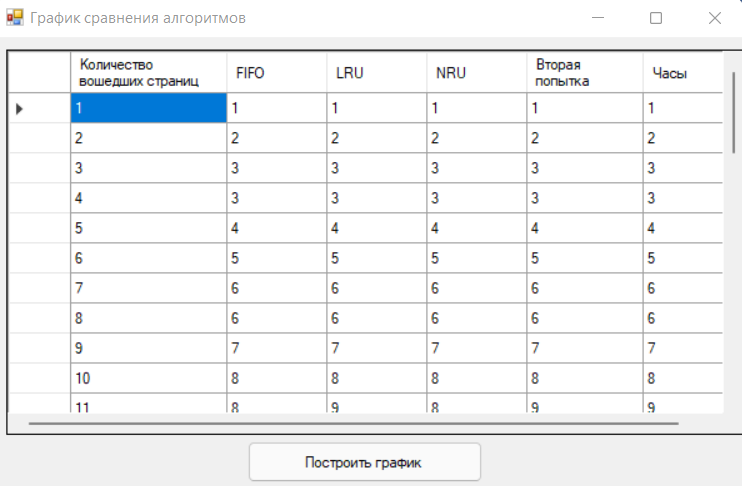 График сравнения алгоритмов
Количество вошедших страниц FIFO LRU NRU Вторая попытка Часы
1 1 1 1 1 1
2 2 2 2 2 2
3 3 3 3 3 3
4 3 3 3 3 3
5 4 4 4 4 4
6 5 5 5 5 5
7 6 6 6 6 6
8 6 6 6 6 6
9 7 7 7 7 7
10 8 8 8 8 8
11 8 9 8 9 9
Построить график